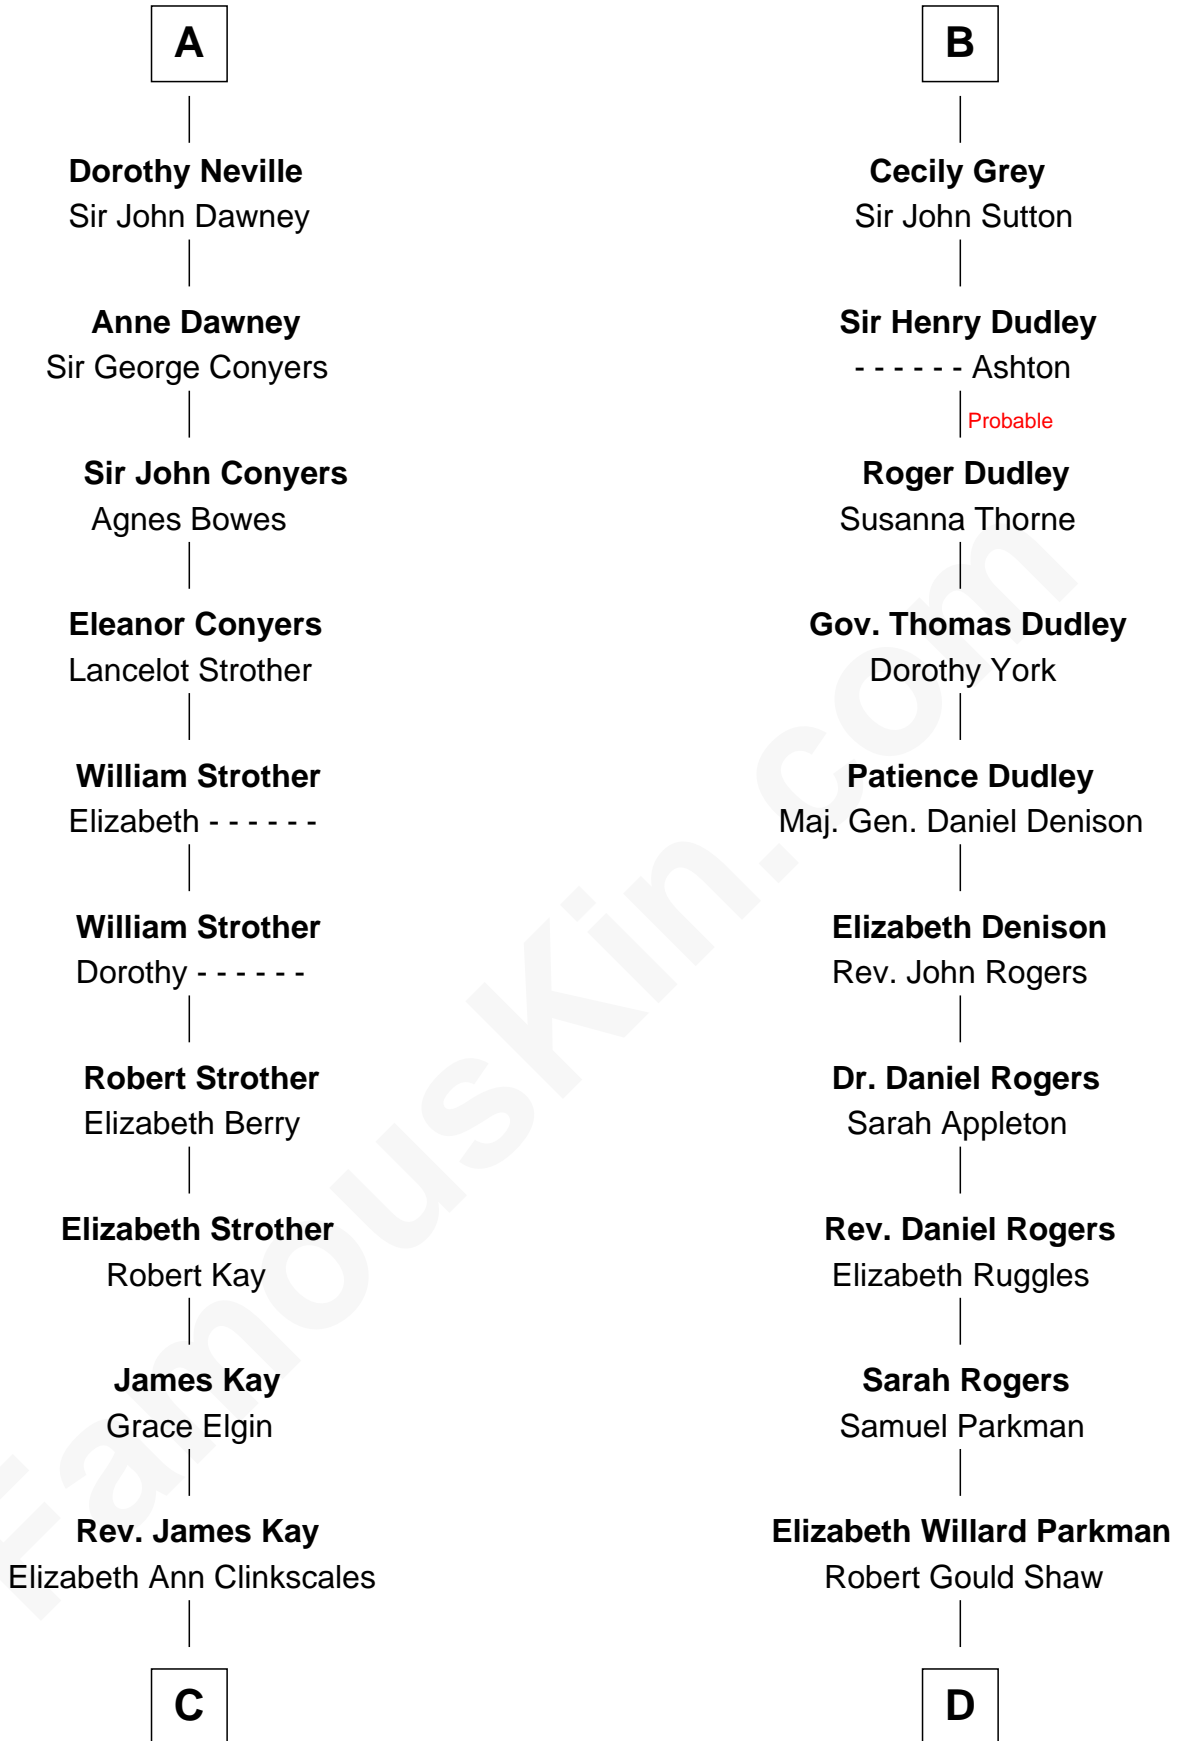 A
Dorothy Neville
Sir John Dawney
Anne Dawney
Sir George Conyers
Sir John Conyers
Agnes Bowes
Eleanor Conyers
Lancelot Strother
William Strother
Elizabeth - - - - - -
William Strother
Dorothy - - - - - -
Robert Strother
Elizabeth Berry
Elizabeth Strother
Robert Kay
James Kay
Grace Elgin
Rev. James Kay
Elizabeth Ann Clinkscales
C
B
Cecily Grey
Sir John Sutton
Sir Henry Dudley
- - - - - - Ashton
Probable
Roger Dudley
Susanna Thorne
Gov. Thomas Dudley
Dorothy York
Patience Dudley
Maj. Gen. Daniel Denison
Elizabeth Denison
Rev. John Rogers
Dr. Daniel Rogers
Sarah Appleton
Rev. Daniel Rogers
Elizabeth Ruggles
Sarah Rogers
Samuel Parkman
Elizabeth Willard Parkman
Robert Gould Shaw
D
FamousKin.com